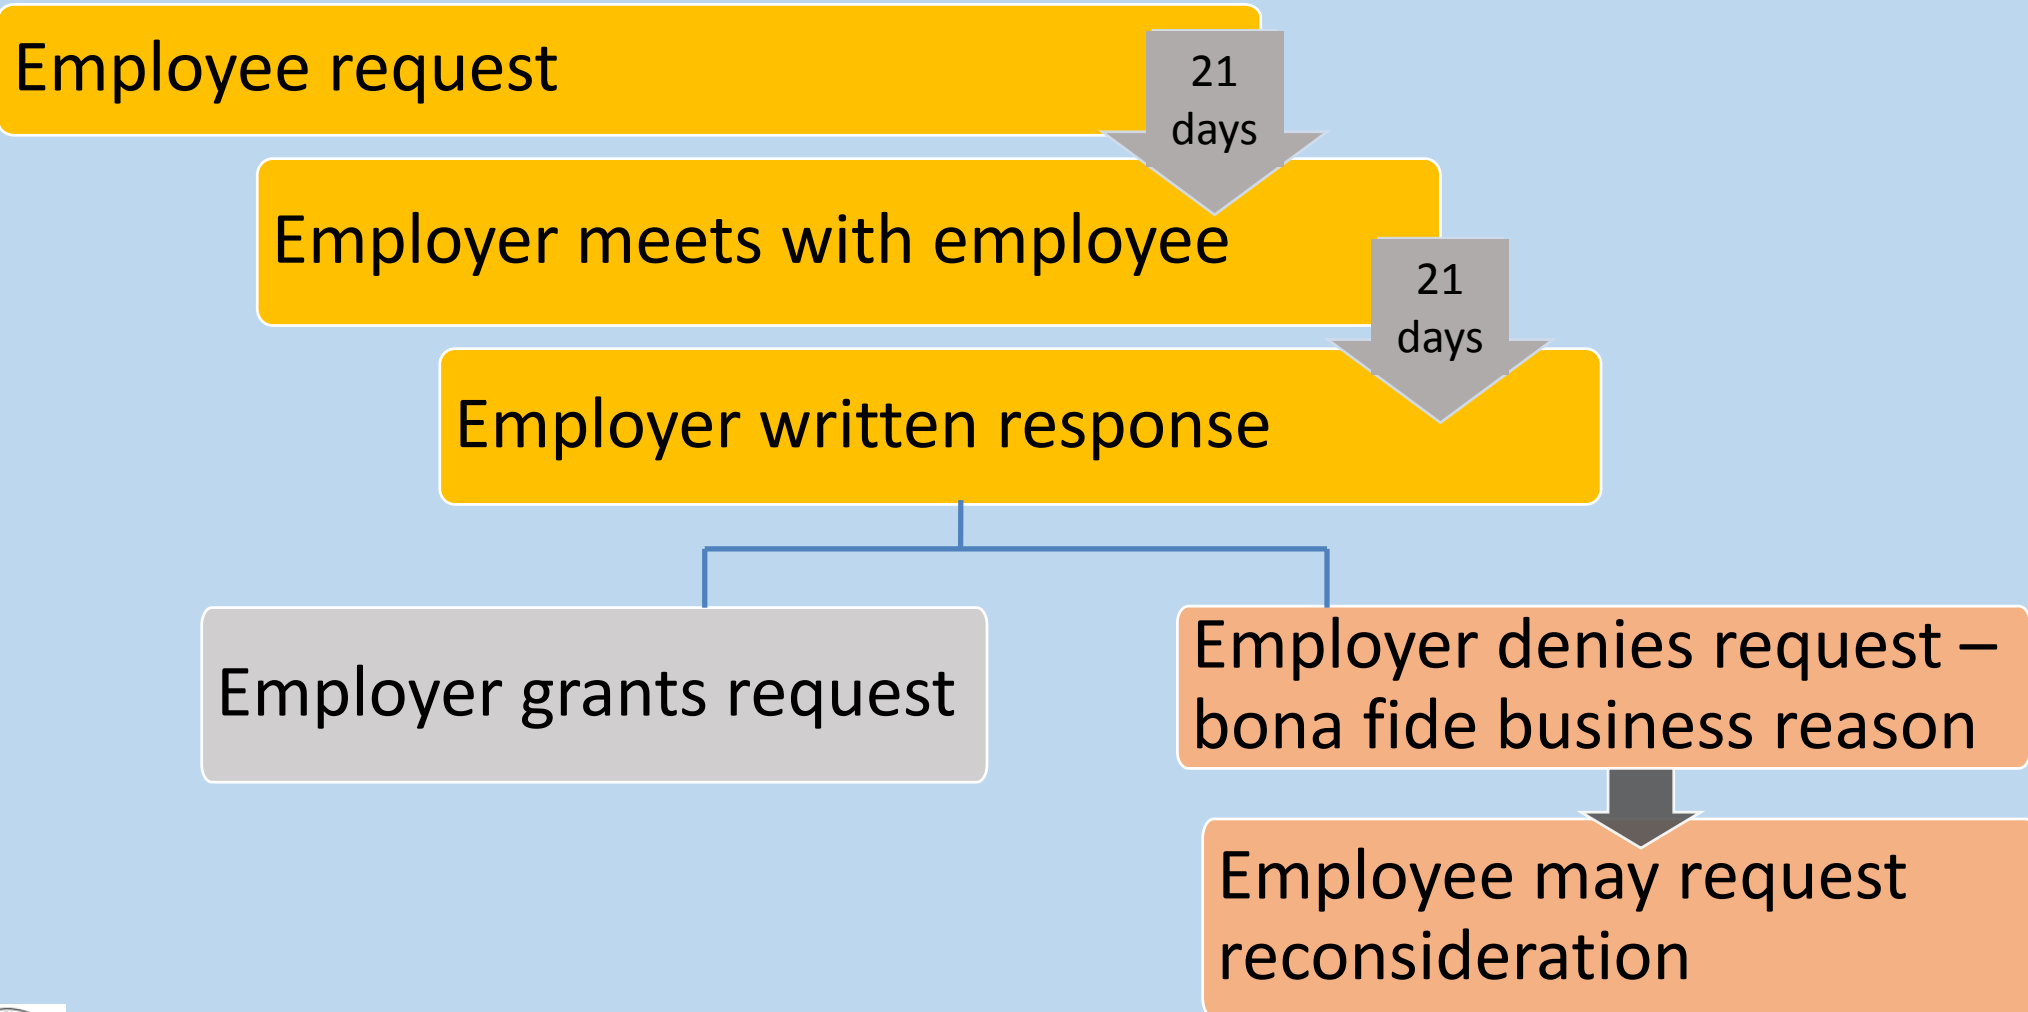 Employee request
21
days
Employer meets with employee
21
days
Employer written response
Employer grants request
Employer denies request –
bona fide business reason
Employee may request
reconsideration